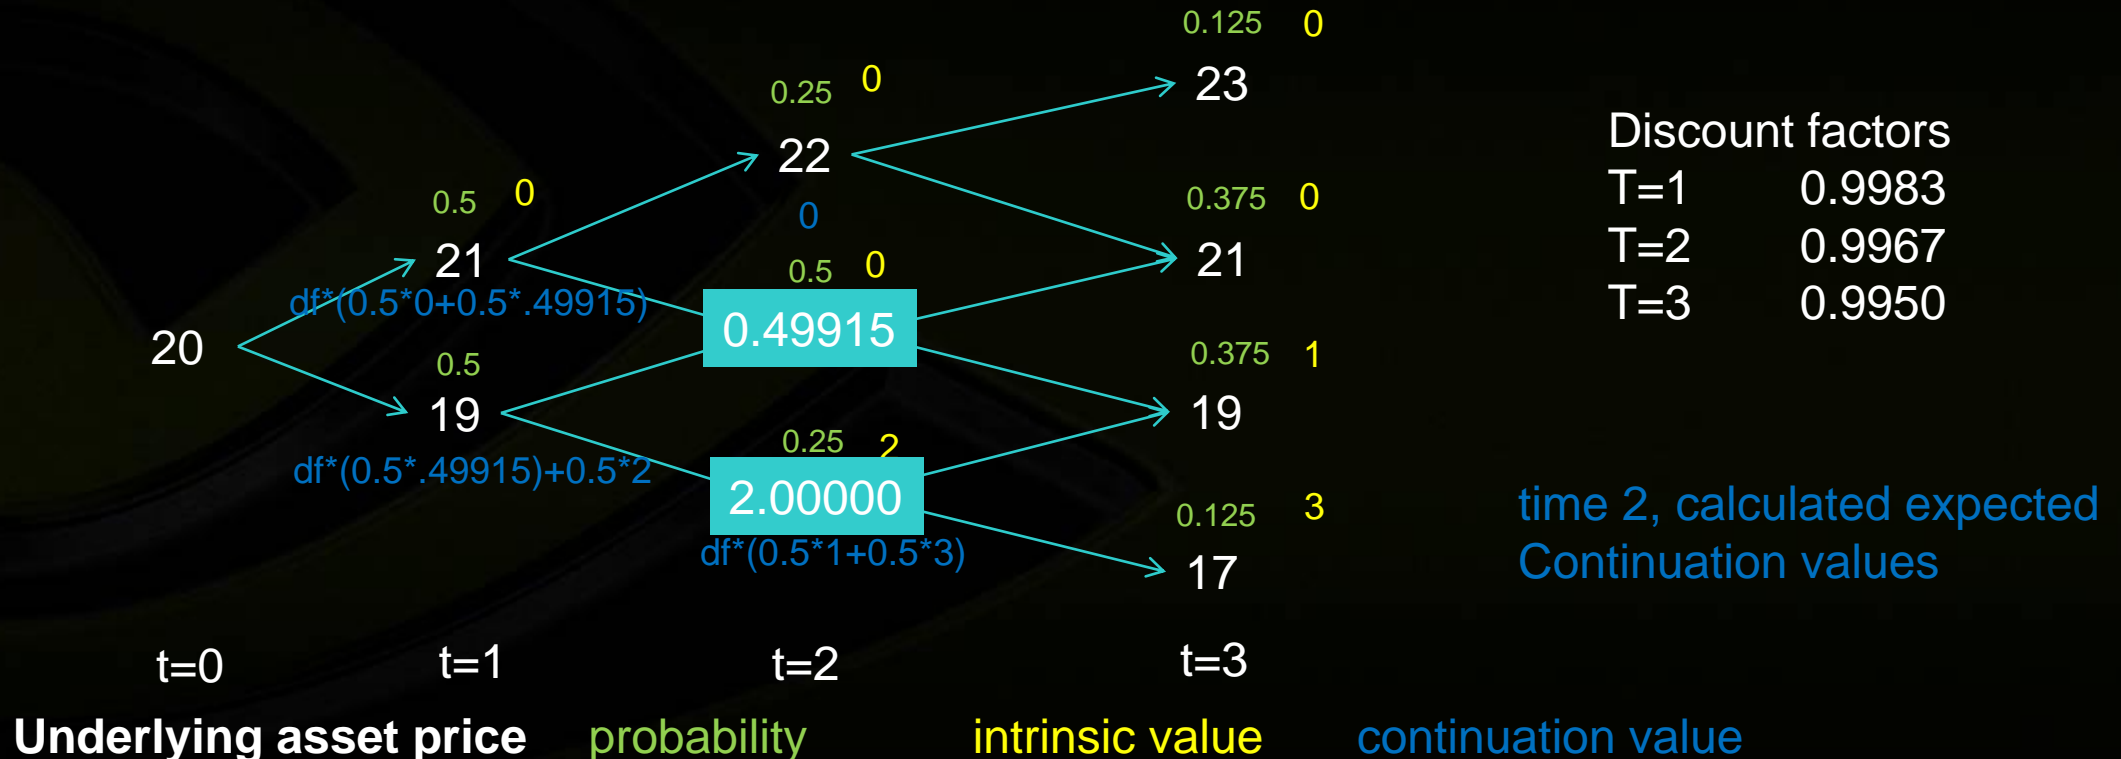 0.125 0
23
0.25 0
22
0
0.5 0
21
df*(0.5*0+0.5*.49915)
20
0.5
19
df*(0.5*.49915)+0.5*2
0.5 0
0.49915
0.25 2
2.00000
df*(0.5*1+0.5*3)
0.375 0
21
0.375 1
19
0.125 3
17
Discount factors
T=1 0.9983
T=2 0.9967
T=3 0.9950
time 2, calculated expected
Continuation values
t=0 t=1 t=2 t=3
Underlying asset price probability intrinsic value continuation value